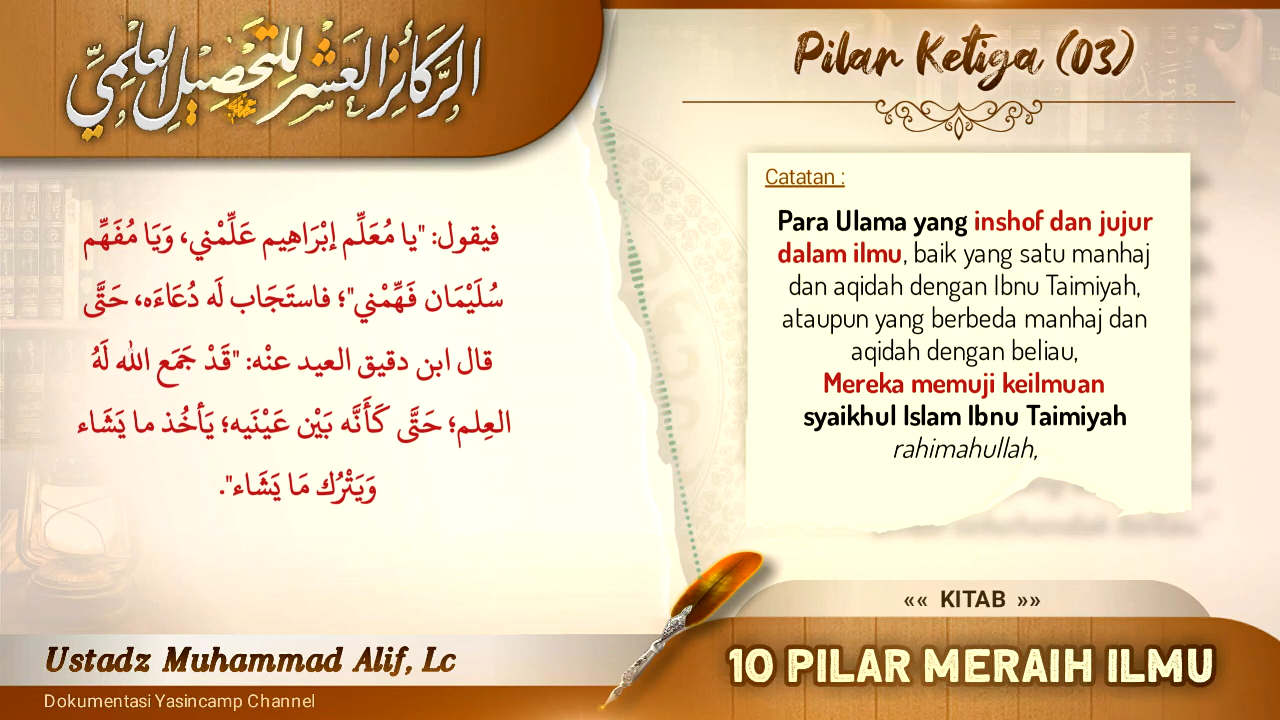 الرَّكَائِزُ العَشْرُ لِلتَّحْصِيْلِ العِلْمِيِّ
فيقول: "يا مُعَلِّم إبْرَاهِيم عَلِّمْني، وَيَا مُفَهِّم
سُلَيْمَان فَهِّمْني"؛ فاستَجَاب لَه دُعَاءَه، حَتَّى
قال ابن دقيق العيد عنْه: "قَدْ جَمَع الله لَهُ
العِلم؛ حَتَّى كَأَنَّه بَيْن عَيْنَيه؛ يَأخُذ ما يَشَاء
وَيَتْرُك مَا يَشَاء".
Ustadz Muhammad Alif, Lc
Dokumentasi Yasincamp Channel
Pilar Ketiga (03)
Catatan :
Para Ulama yang inshof dan jujur
dalam ilmu, baik yang satu manhaj
dan aqidah dengan Ibnu Taimiyah,
ataupun yang berbeda manhaj dan
aqidah dengan beliau,
Mereka memuji keilmuan
syaikhul Islam Ibnu Taimiyah
rahimahullah,
«« KITAB »»
10 PILAR MERAIH ILMU